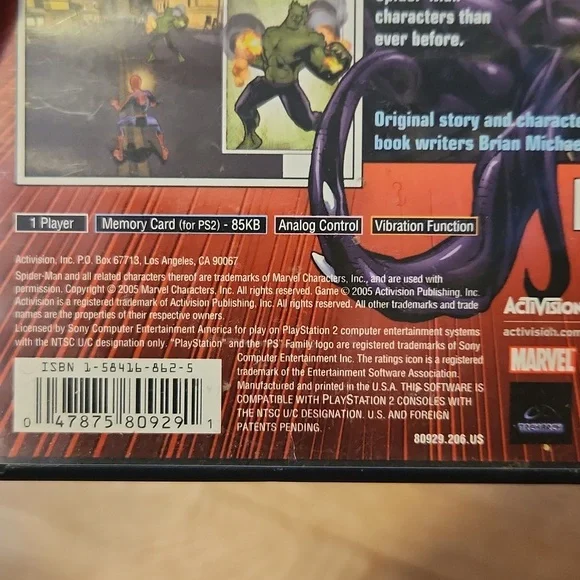 characters than
ever before.
Original story and
book writers Brian
1 Player
Memory Card (for PS2) - 85KB
Analog Control
Vibration Function
Activision, Inc. P.O. Box 67713, Los Angeles, CA 90067
Spider-Man and all related characters thereof are trademarks of Marvel Characters, Inc., and are used with
permission. Copyright © 2005 Marvel Characters, Inc. All rights reserved. Game © 2005 Activision Publishing, Inc.
Activision is a registered trademark of Activision Publishing, Inc. All rights reserved. All other trademarks and trade
names are the properties of their respective owners.
Licensed by Sony Computer Entertainment America for play on PlayStation 2 computer entertainment systems
with the NTSC U/C designation only. "PlayStation" and the "PS" Family logo are registered trademarks of Sony
Computer Entertainment Inc. The ratings icon is a registered
trademark of the Entertainment Software Association.
Manufactured and printed in the U.S.A. THIS SOFTWARE IS
COMPATIBLE WITH PLAYSTATION 2 CONSOLES WITH
THE NTSC U/C DESIGNATION. U.S. AND FOREIGN
PATENTS PENDING.
80929.206.US
ISBN 1-58416-862-5
0 47875 80929 1
ACTIVISION
activision.com
MARVEL
TREYARCH